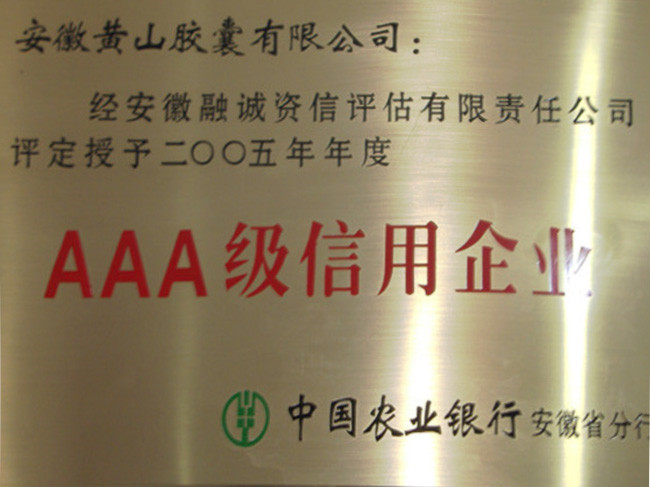 安徽黄山胶囊有限公司：
经安徽融诚资信评估有限责任公司
评定授予二〇〇五年年度
AAA级信用企业
中国农业银行 安徽省分行